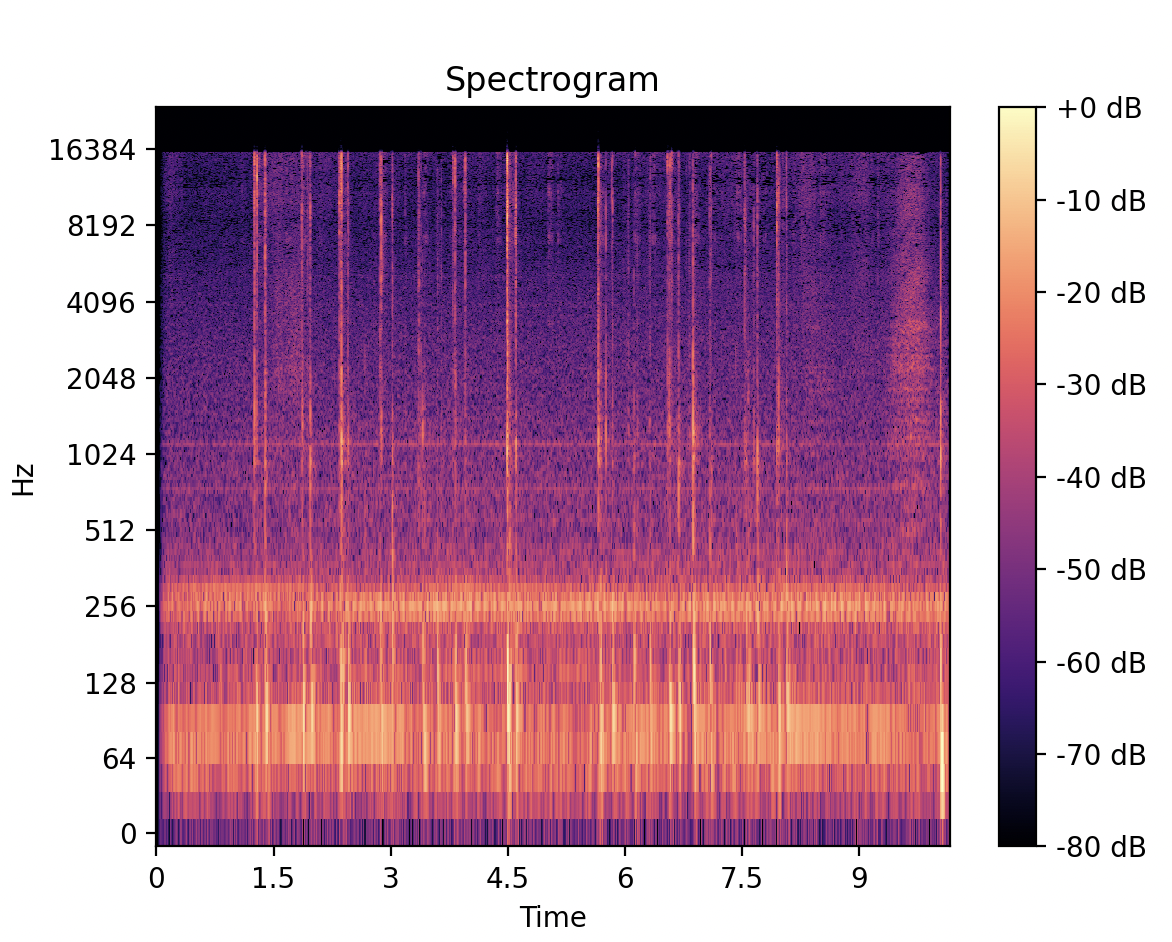 Spectrogram
Hz
16384
8192
4096
2048
1024
512
256
128
64
0
0 1.5 3 4.5 6 7.5 9
Time
+0 dB
-10 dB
-20 dB
-30 dB
-40 dB
-50 dB
-60 dB
-70 dB
-80 dB